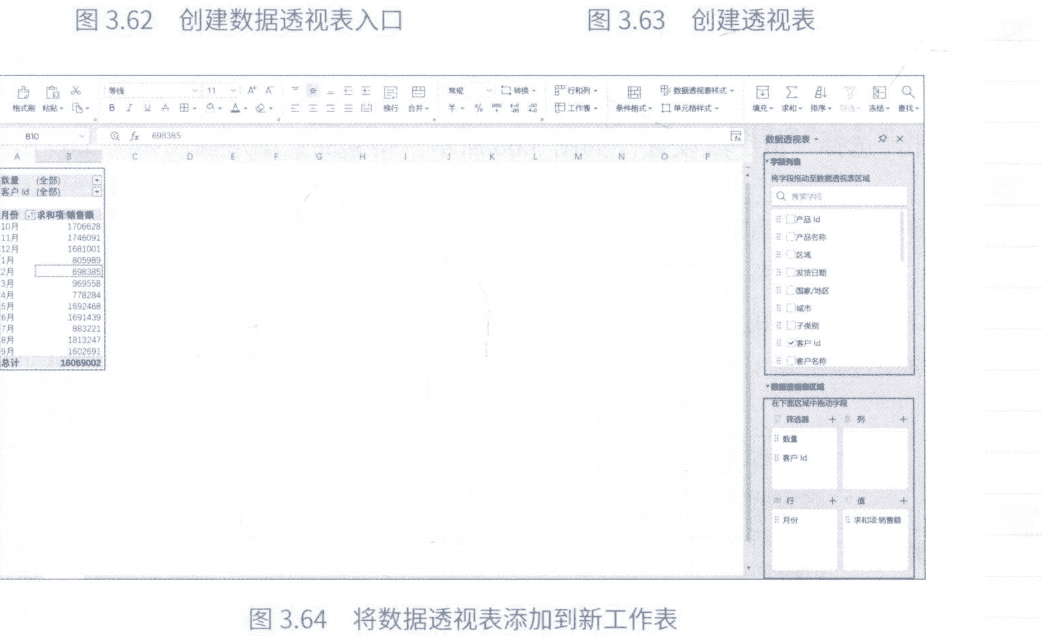 图 3.62 创建数据透视表入口
图 3.63 创建透视表
等线 11 A⁺ A⁻ 常规 转换 行和列 数据透视表样式
格式刷 粘贴 B I U A 田 A 换行 合并 ¥ % 工作表 条件格式 单元格样式 填充 求和 排序 冻结 查找
B10 fx 698385
A B C D E F G H I J K L M N O P
数量 (全部)
客户 Id (全部)
月份 求和项:销售额
10月 1706628
11月 1746091
12月 1681001
1月 805989
2月 698385
3月 969558
4月 778284
5月 1692468
6月 1691439
7月 883221
8月 1813247
9月 1602691
总计 16069002
数据透视表
字段列表
将字段拖动至数据透视表区域
搜索字段
产品 Id
产品名称
区域
发货日期
国家/地区
城市
子类别
客户 Id
客户名称
数据透视表区域
在下面区域中拖动字段
筛选器 + 列 +
数量
客户 Id
行 + 值 +
月份 求和项:销售额
图 3.64 将数据透视表添加到新工作表